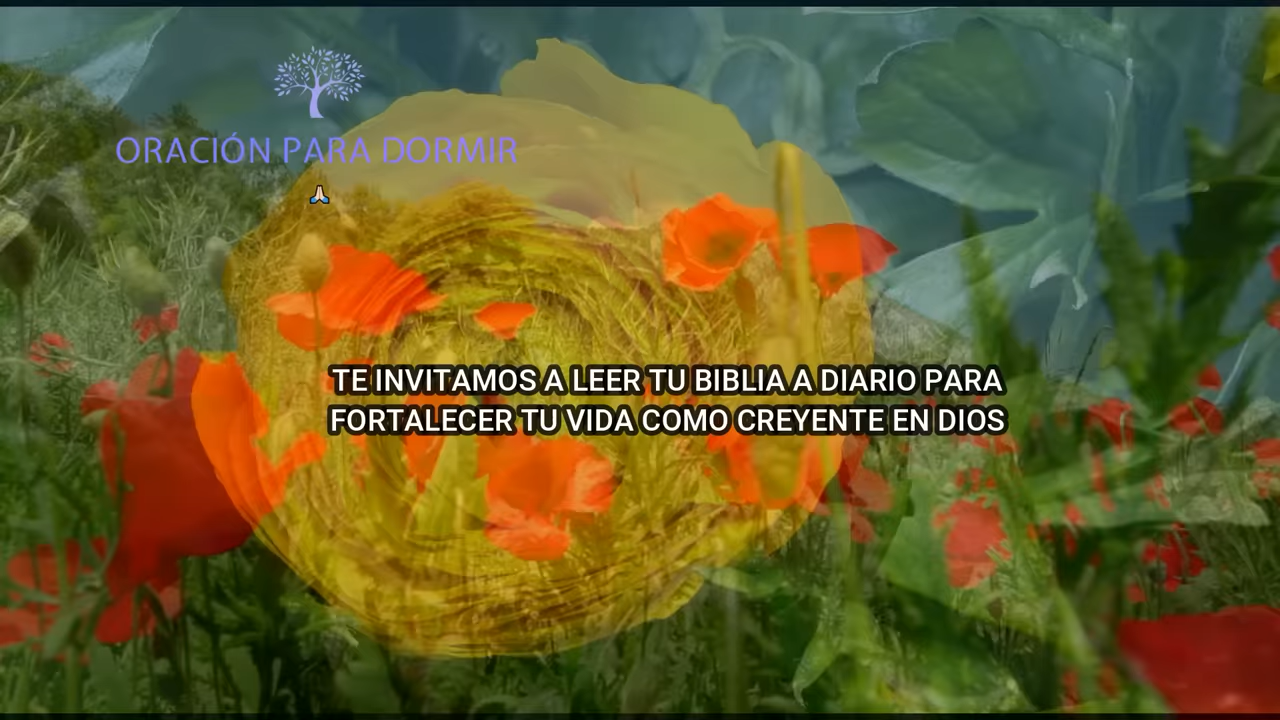 ORACIÓN PARA DORMIR
🙏🏻
TE INVITAMOS A LEER TU BIBLIA A DIARIO PARA
FORTALECER TU VIDA COMO CREYENTE EN DIOS